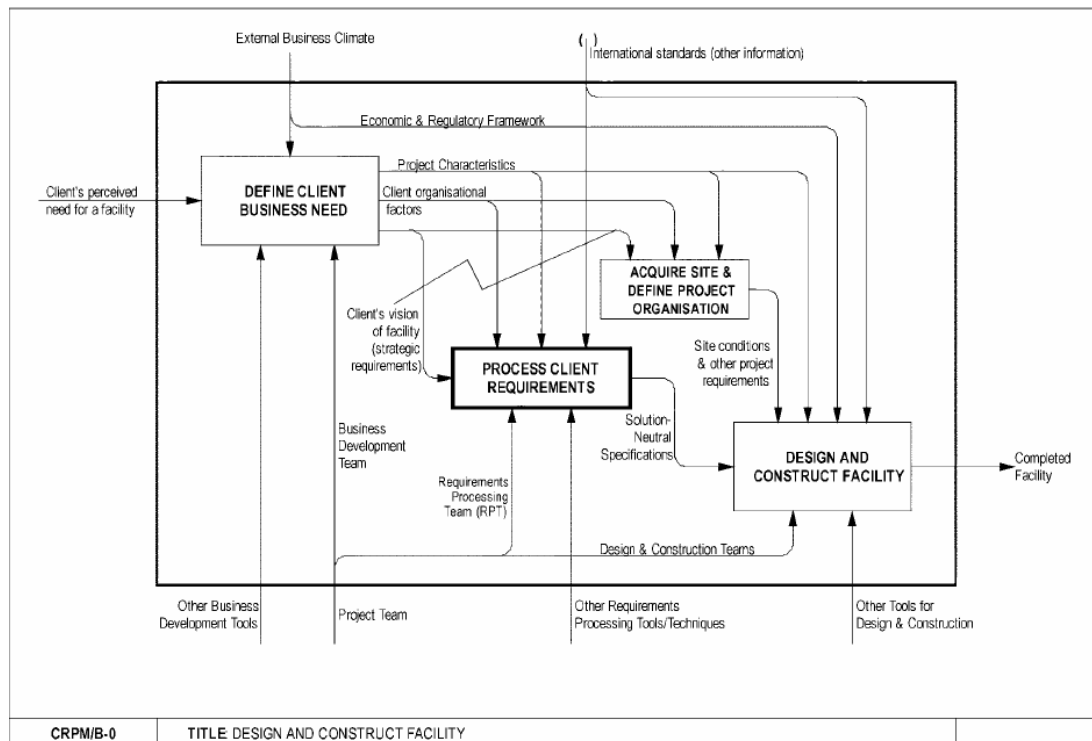 External Business Climate
( )
International standards (other information)
Economic & Regulatory Framework
Project Characteristics
Client's perceived
need for a facility
DEFINE CLIENT
BUSINESS NEED
Client organisational
factors
ACQUIRE SITE &
DEFINE PROJECT
ORGANISATION
Client's vision
of facility
(strategic
requirements)
PROCESS CLIENT
REQUIREMENTS
Site conditions
& other project
requirements
Solution-
Neutral
Specifications
Business
Development
Team
DESIGN AND
CONSTRUCT FACILITY
Completed
Facility
Requirements
Processing
Team (RPT)
Design & Construction Teams
Other Business
Development Tools
Project Team
Other Requirements
Processing Tools/Techniques
Other Tools for
Design & Construction
CRPM/B-0
TITLE: DESIGN AND CONSTRUCT FACILITY